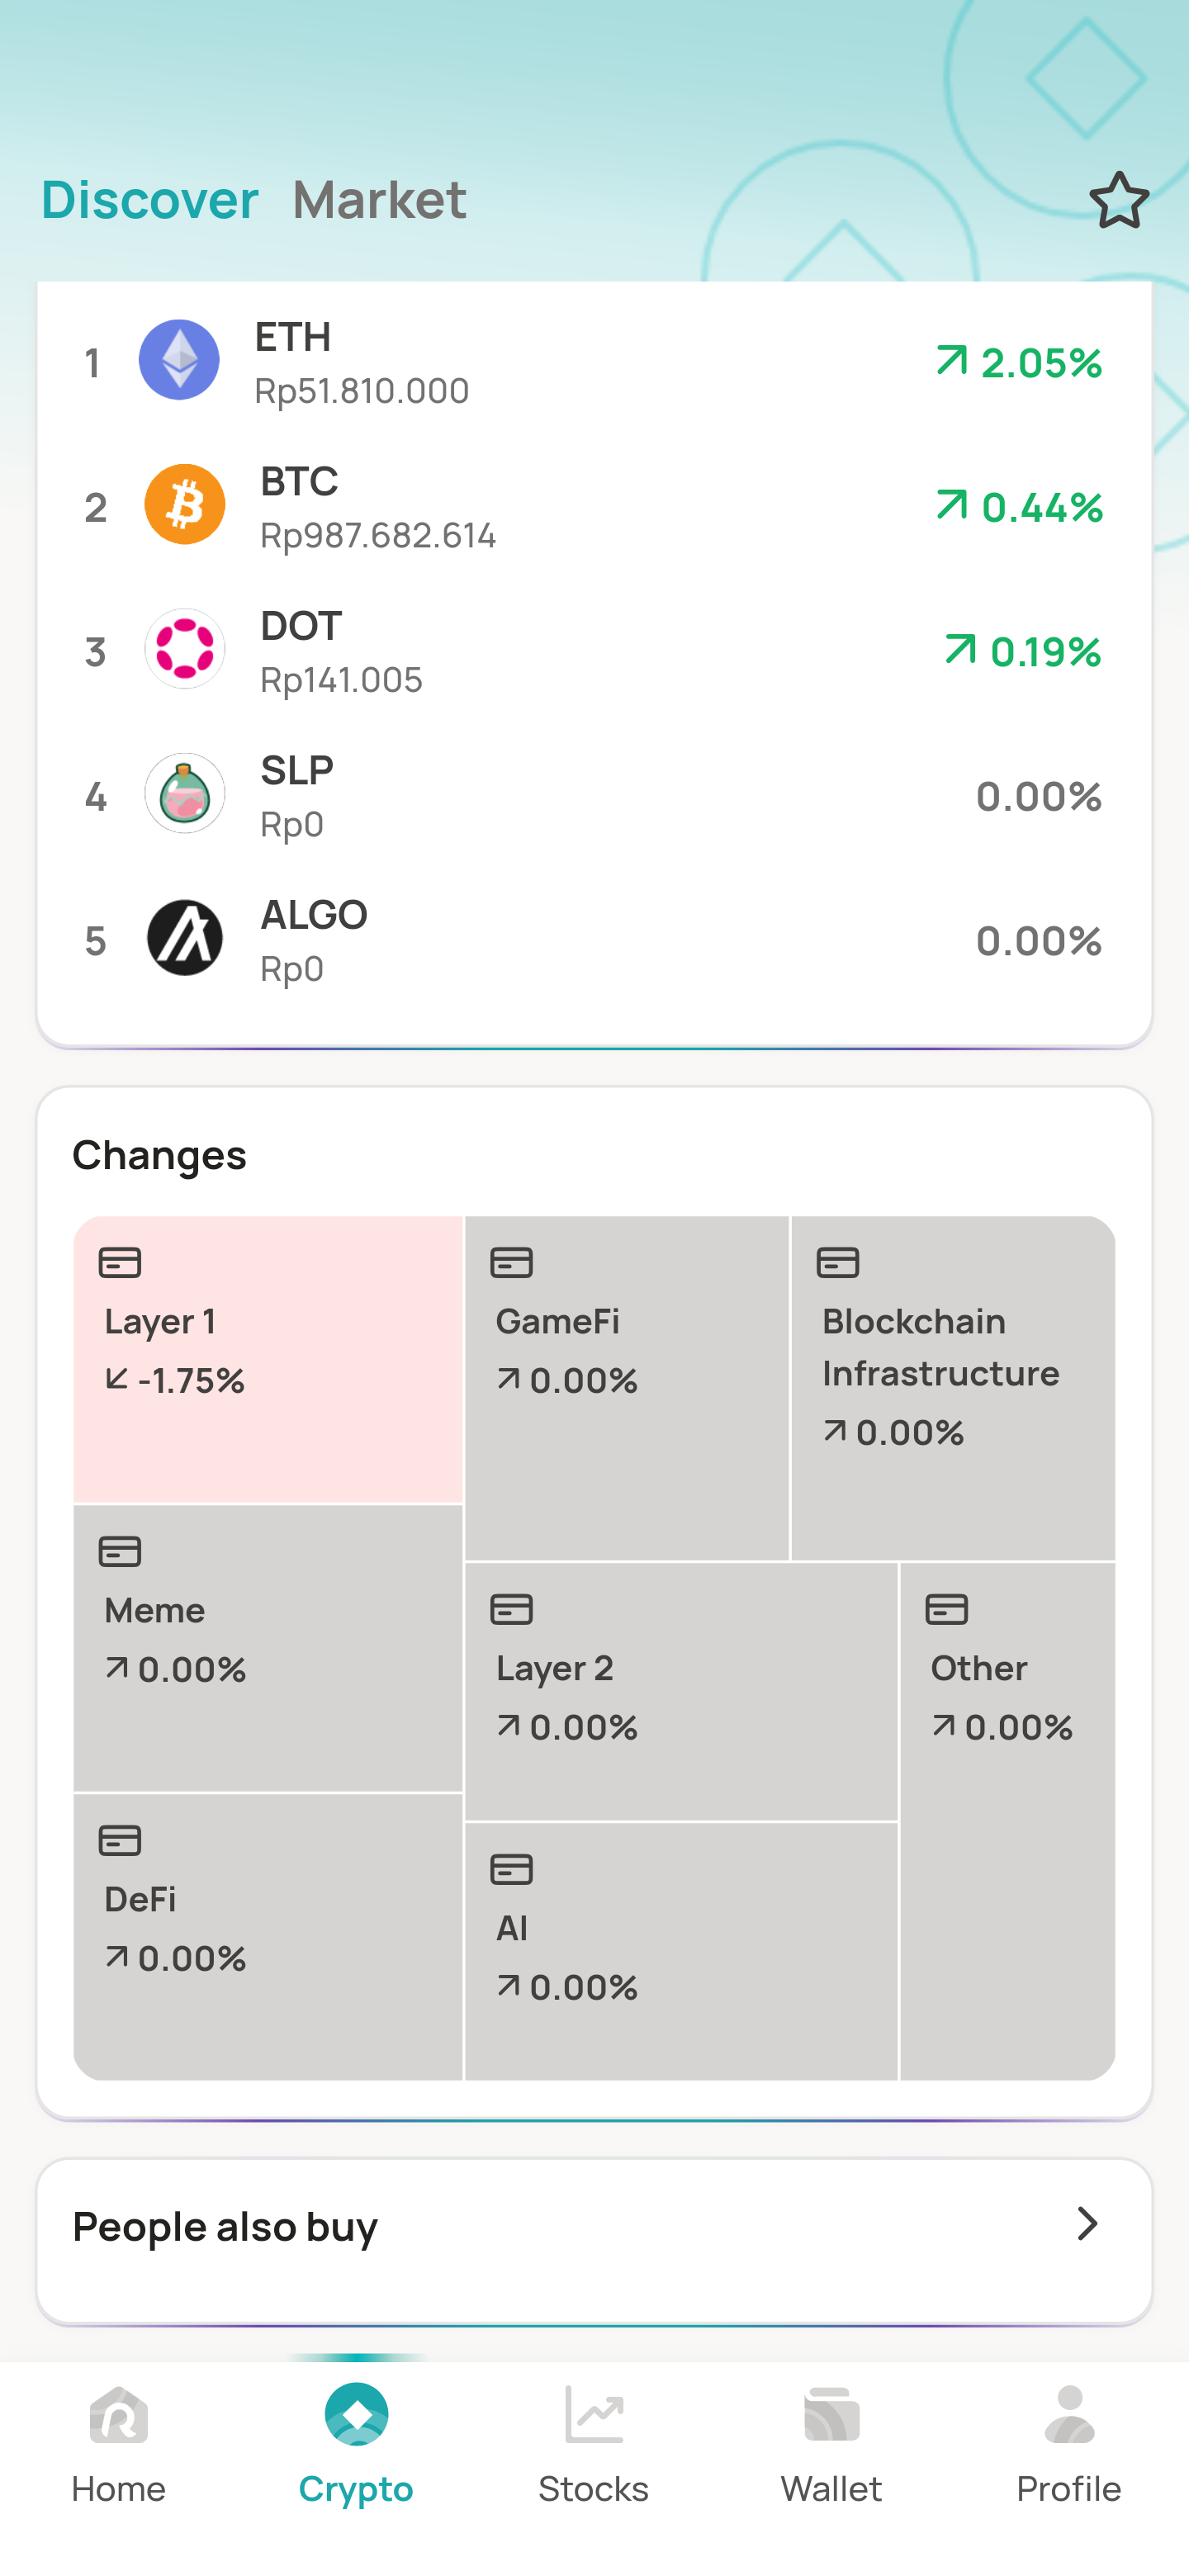 Discover Market
1
ETH
Rp51.810.000
2.05%
2
BTC
Rp987.682.614
0.44%
3
DOT
Rp141.005
0.19%
4
SLP
Rp0
0.00%
5
ALGO
Rp0
0.00%
Changes
Layer 1
-1.75%
GameFi
0.00%
Blockchain
Infrastructure
0.00%
Meme
0.00%
Layer 2
0.00%
Other
0.00%
DeFi
0.00%
AI
0.00%
People also buy
Home
Crypto
Stocks
Wallet
Profile